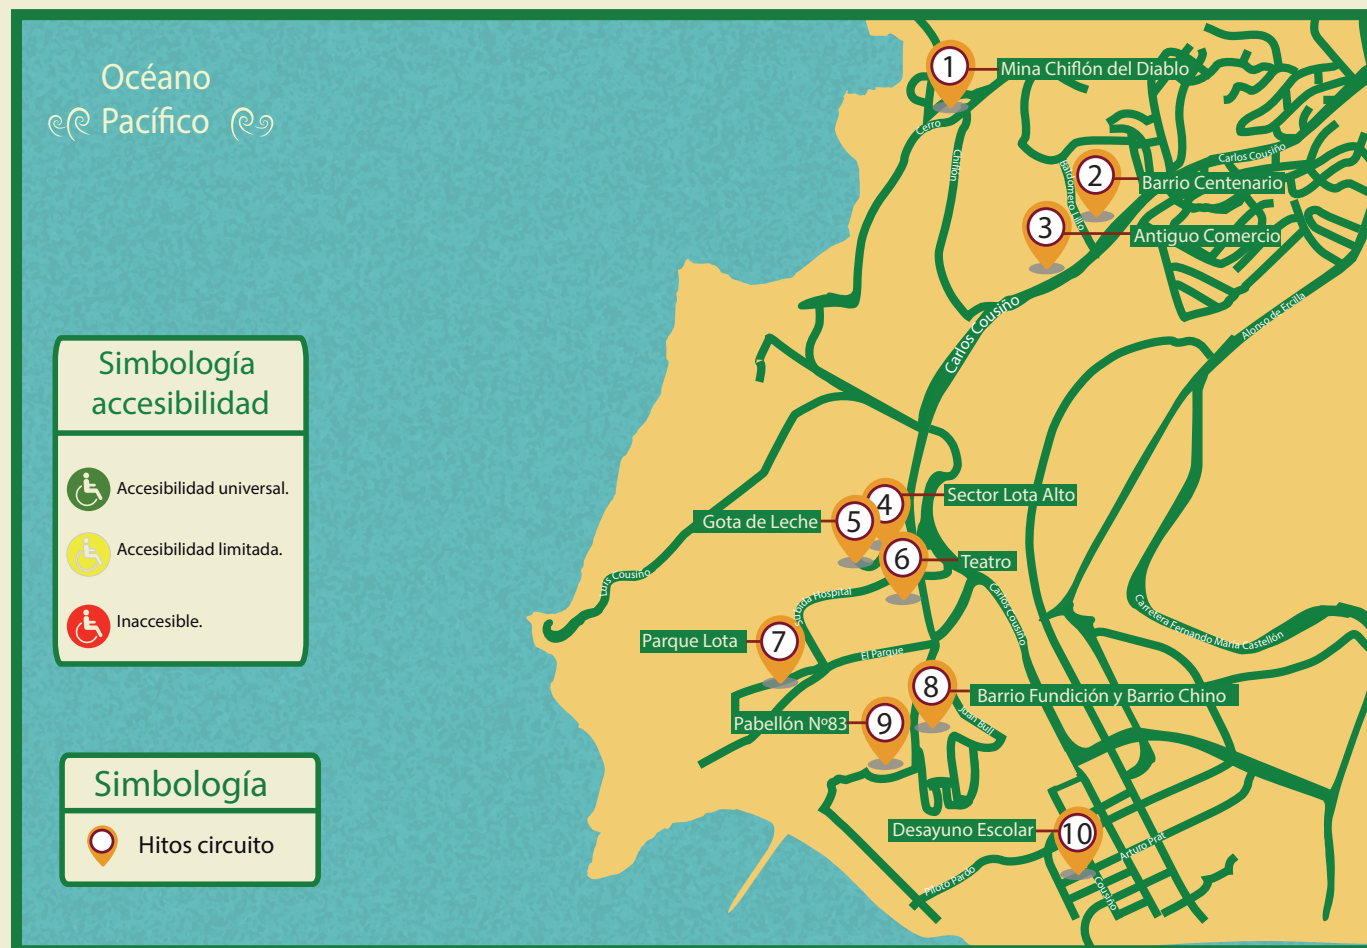 Océano
Pacífico
1
Mina Chiflón del Diablo
Cerro
Chiflón
Carlos Cousiño
Baldomero Lillo
2
Barrio Centenario
3
Antiguo Comercio
Alonso de Ercilla
Carlos Cousiño
Simbología
accesibilidad
Accesibilidad universal.
Accesibilidad limitada.
Inaccesible.
4
Sector Lota Alto
Gota de Leche
5
6
Teatro
Luis Cousiño
Subida Hospital
Carlos Cousiño
Carretera Fernando María Castellón
Parque Lota
7
El Parque
8
Barrio Fundición y Barrio Chino
Juan Bull
Pabellón Nº83
9
Simbología
Hitos circuito
Desayuno Escolar
10
Arturo Prat
Piloto Pardo
Cousiño